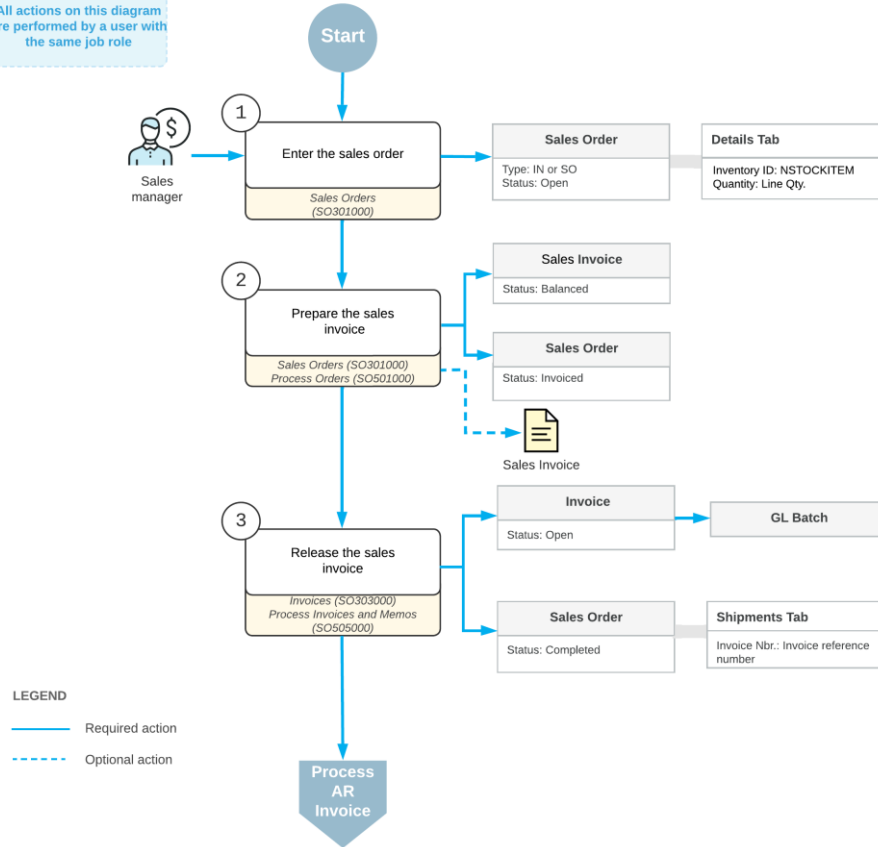 All actions on this diagram
re performed by a user with
the same job role
Start
1
Enter the sales order
Sales Orders
(SO301000)
Sales
manager
Sales Order
Type: IN or SO
Status: Open
Details Tab
Inventory ID: NSTOCKITEM
Quantity: Line Qty.
2
Prepare the sales
invoice
Sales Orders (SO301000)
Process Orders (SO501000)
Sales Invoice
Status: Balanced
Sales Order
Status: Invoiced
Sales Invoice
3
Release the sales
invoice
Invoices (SO303000)
Process Invoices and Memos
(SO505000)
Invoice
Status: Open
GL Batch
Sales Order
Status: Completed
Shipments Tab
Invoice Nbr.: Invoice reference
number
LEGEND
Required action
Optional action
Process
AR
Invoice